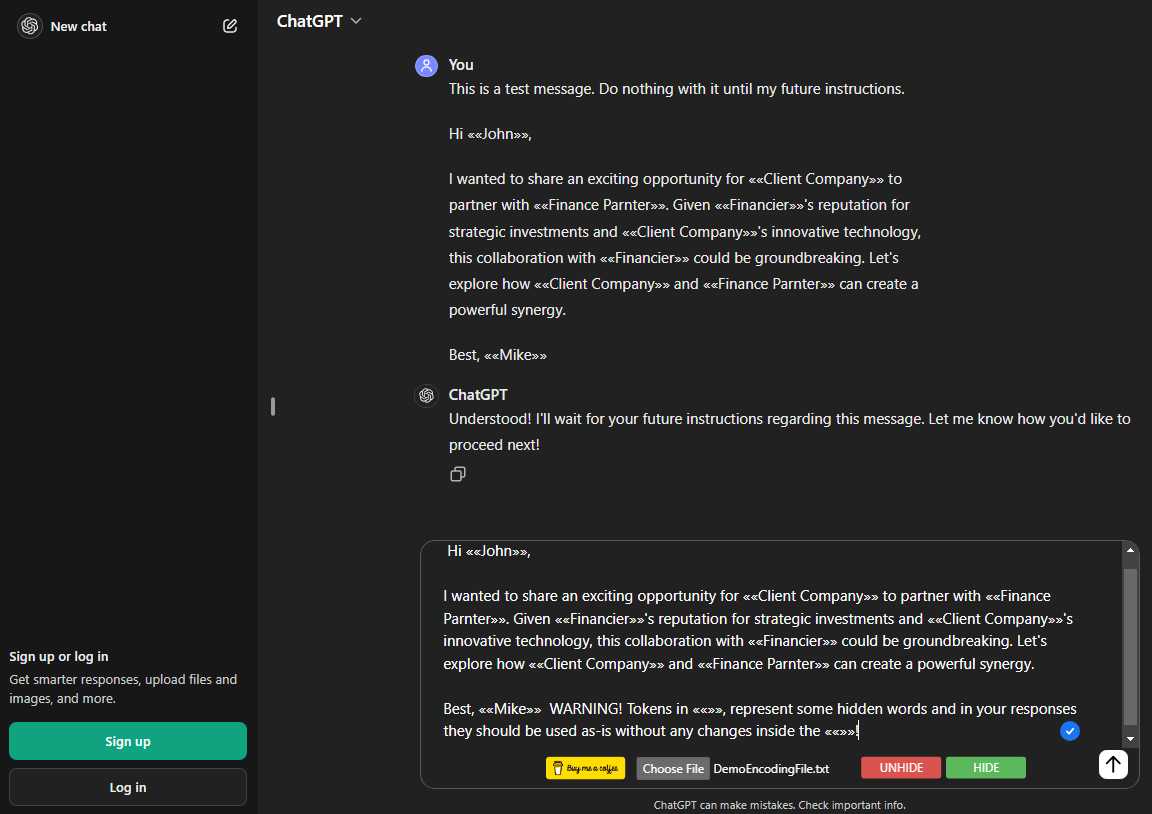 New chat
ChatGPT
You
This is a test message. Do nothing with it until my future instructions.
Hi ««John»»,
I wanted to share an exciting opportunity for ««Client Company»» to
partner with ««Finance Parnter»». Given ««Financier»»'s reputation for
strategic investments and ««Client Company»»'s innovative technology,
this collaboration with ««Financier»» could be groundbreaking. Let's
explore how ««Client Company»» and ««Finance Parnter»» can create a
powerful synergy.
Best, ««Mike»»
ChatGPT
Understood! I'll wait for your future instructions regarding this message. Let me know how you'd like to
proceed next!
Hi ««John»»,
I wanted to share an exciting opportunity for ««Client Company»» to partner with ««Finance
Parnter»». Given ««Financier»»'s reputation for strategic investments and ««Client Company»»'s
innovative technology, this collaboration with ««Financier»» could be groundbreaking. Let's
explore how ««Client Company»» and ««Finance Parnter»» can create a powerful synergy.
Best, ««Mike»»  WARNING! Tokens in ««»», represent some hidden words and in your responses
they should be used as-is without any changes inside the ««»»!
Buy me a coffee
Choose File DemoEncodingFile.txt
UNHIDE
HIDE
ChatGPT can make mistakes. Check important info.
Sign up or log in
Get smarter responses, upload files and
images, and more.
Sign up
Log in